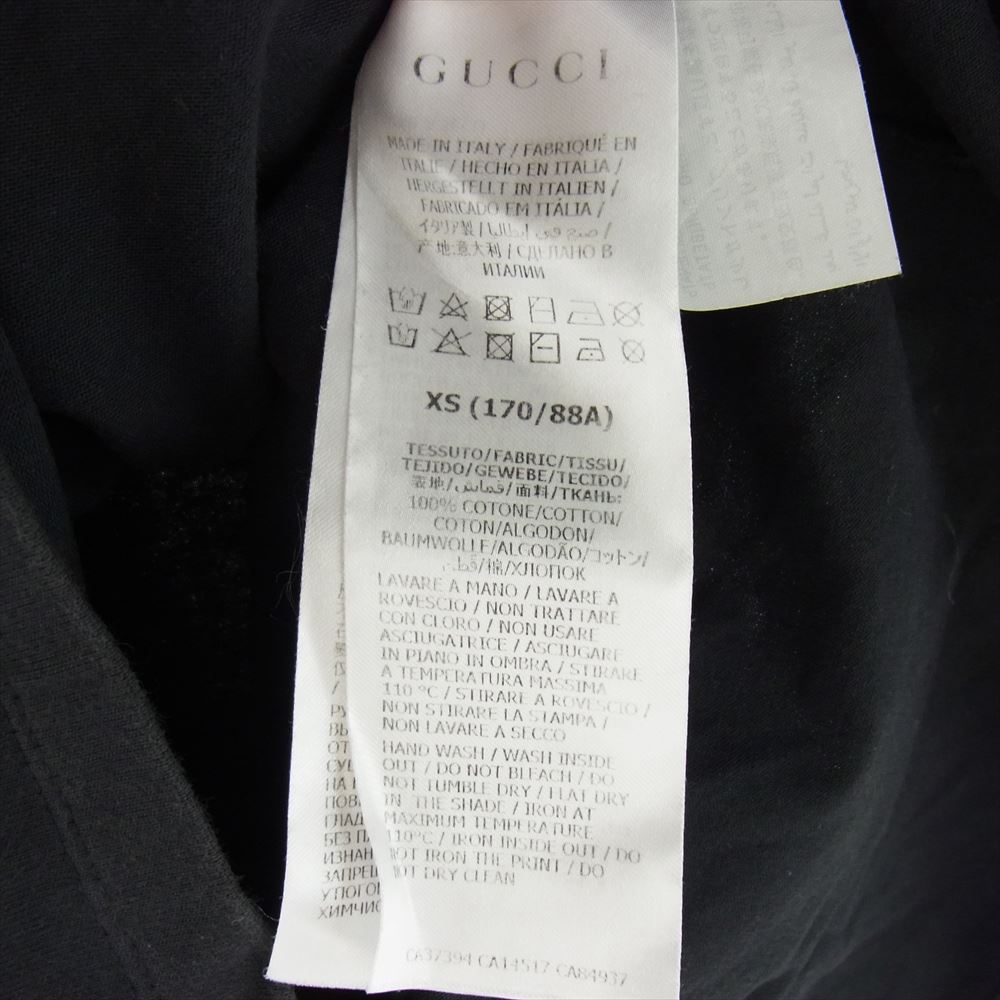 GUCCI
MADE IN ITALY / FABRIQUÉ EN
ITALIE / HECHO EN ITALIA /
HERGESTELLT IN ITALIEN /
FABRICADO EM ITÁLIA /
イタリア製 / صنع في إيطاليا /
产地:意大利 / СДЕЛАНО В
ИТАЛИИ
XS (170/88A)
TESSUTO/FABRIC/TISSU/
TEJIDO/GEWEBE/TECIDO/
表地/قماش/面料/ТКАНЬ:
100% COTONE/COTTON/
COTON/ALGODON/
BAUMWOLLE/ALGODÃO/コットン/
قطن/棉/ХЛОПОК
LAVARE A MANO / LAVARE A
ROVESCIO / NON TRATTARE
CON CLORO / NON USARE
ASCIUGATRICE / ASCIUGARE
IN PIANO IN OMBRA / STIRARE
A TEMPERATURA MASSIMA
110 °C / STIRARE A ROVESCIO /
NON STIRARE LA STAMPA /
NON LAVARE A SECCO
HAND WASH / WASH INSIDE
OUT / DO NOT BLEACH / DO
NOT TUMBLE DRY / FLAT DRY
IN THE SHADE / IRON AT
MAXIMUM TEMPERATURE
110°C / IRON INSIDE OUT / DO
NOT IRON THE PRINT / DO
NOT DRY CLEAN
CA37394 CA14517 CA84937